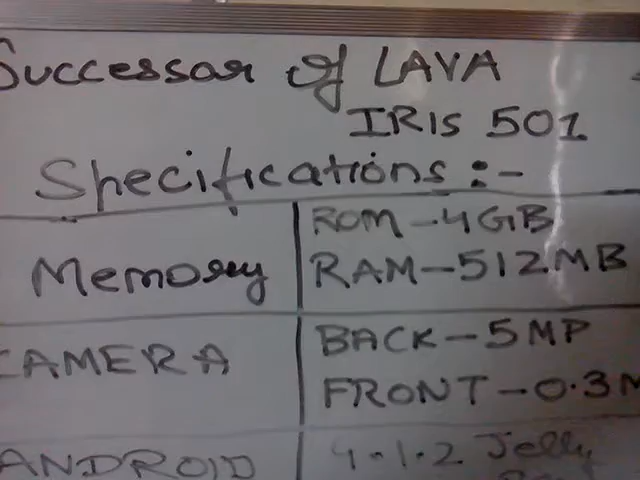 Successor of LAVA
IRIS 501
Specifications :-
Memory
ROM-4GB
RAM-512MB
CAMERA
BACK-5MP
FRONT-0.3M
ANDROID
4.1.2 Jelly